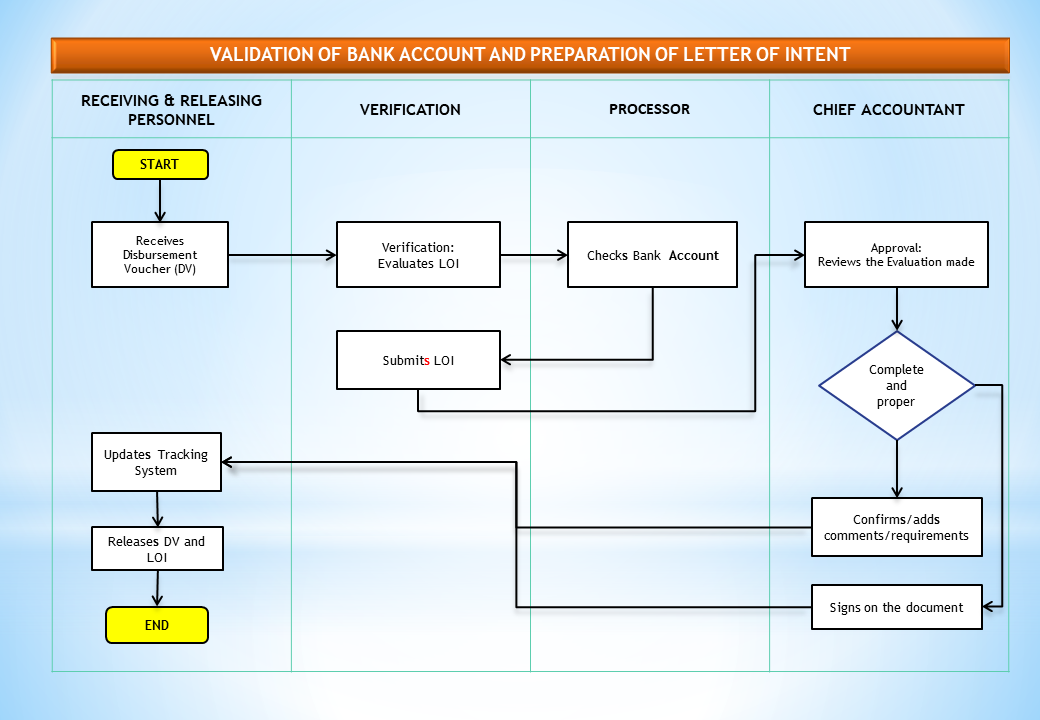 VALIDATION OF BANK ACCOUNT AND PREPARATION OF LETTER OF INTENT
RECEIVING & RELEASING
PERSONNEL
VERIFICATION
PROCESSOR
CHIEF ACCOUNTANT
START
Receives
Disbursement
Voucher (DV)
Verification:
Evaluates LOI
Checks Bank Account
Approval:
Reviews the Evaluation made
Submits LOI
Complete
and
proper
Updates Tracking
System
Confirms/adds
comments/requirements
Releases DV and
LOI
Signs on the document
END